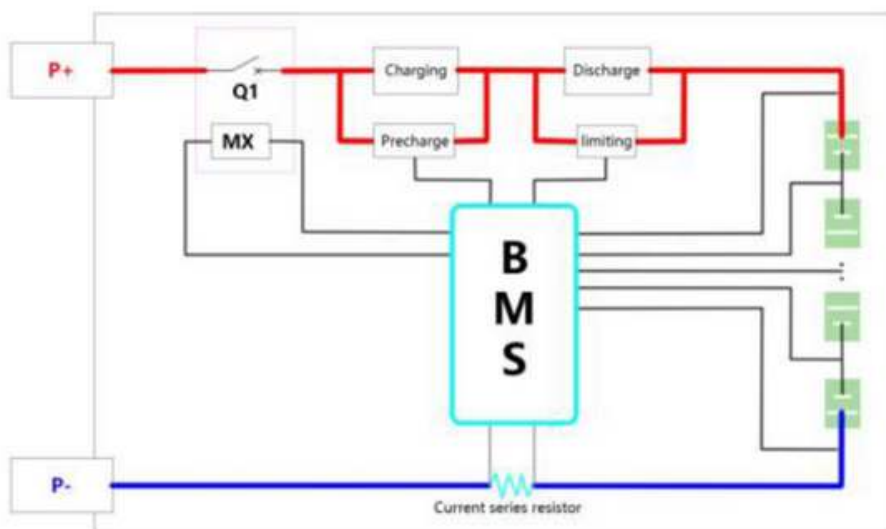 P+
Q1
Charging
Discharge
MX
Precharge
limiting
B
M
S
P-
Current series resistor